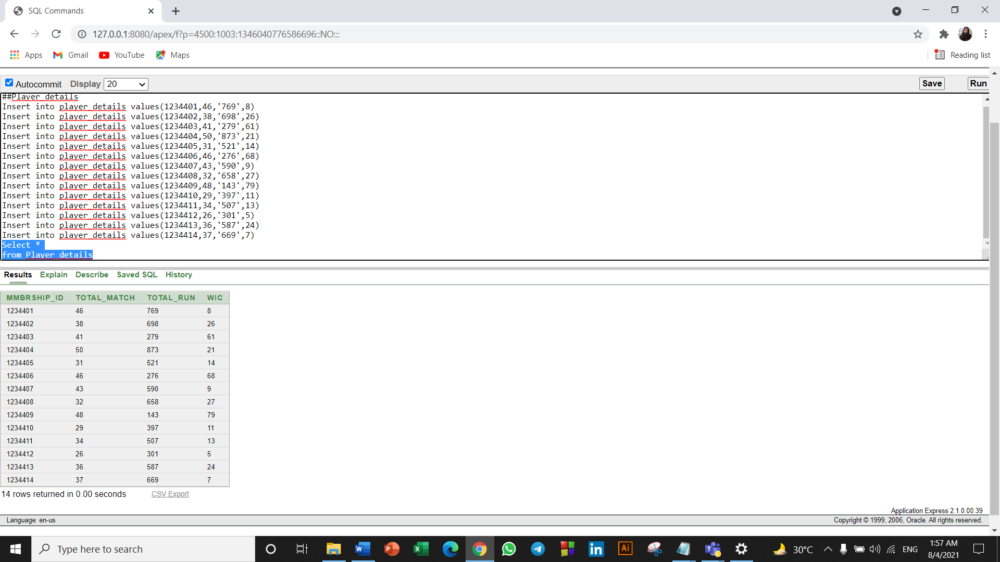 SQL Commands
127.0.0.1:8080/apex/f?p=4500:1003:1346040776586696::NO:::
Apps Gmail YouTube Maps Reading list
Autocommit Display 20 Save Run
##Player_details
Insert into player_details values(1234401,46,'769',8)
Insert into player_details values(1234402,38,'698',26)
Insert into player_details values(1234403,41,'279',61)
Insert into player_details values(1234404,50,'873',21)
Insert into player_details values(1234405,31,'521',14)
Insert into player_details values(1234406,46,'276',68)
Insert into player_details values(1234407,43,'590',9)
Insert into player_details values(1234408,32,'658',27)
Insert into player_details values(1234409,48,'143',79)
Insert into player_details values(1234410,29,'397',11)
Insert into player_details values(1234411,34,'507',13)
Insert into player_details values(1234412,26,'301',5)
Insert into player_details values(1234413,36,'587',24)
Insert into player_details values(1234414,37,'669',7)
Select *
from Player_details
Results Explain Describe Saved SQL History
MMBRSHIP_ID TOTAL_MATCH TOTAL_RUN WIC
1234401 46 769 8
1234402 38 698 26
1234403 41 279 61
1234404 50 873 21
1234405 31 521 14
1234406 46 276 68
1234407 43 590 9
1234408 32 658 27
1234409 48 143 79
1234410 29 397 11
1234411 34 507 13
1234412 26 301 5
1234413 36 587 24
1234414 37 669 7
14 rows returned in 0.00 seconds CSV Export
Application Express 2.1.0.00.39
Language: en-us Copyright © 1999, 2006, Oracle. All rights reserved.
Type here to search 30°C ENG 1:57 AM
8/4/2021